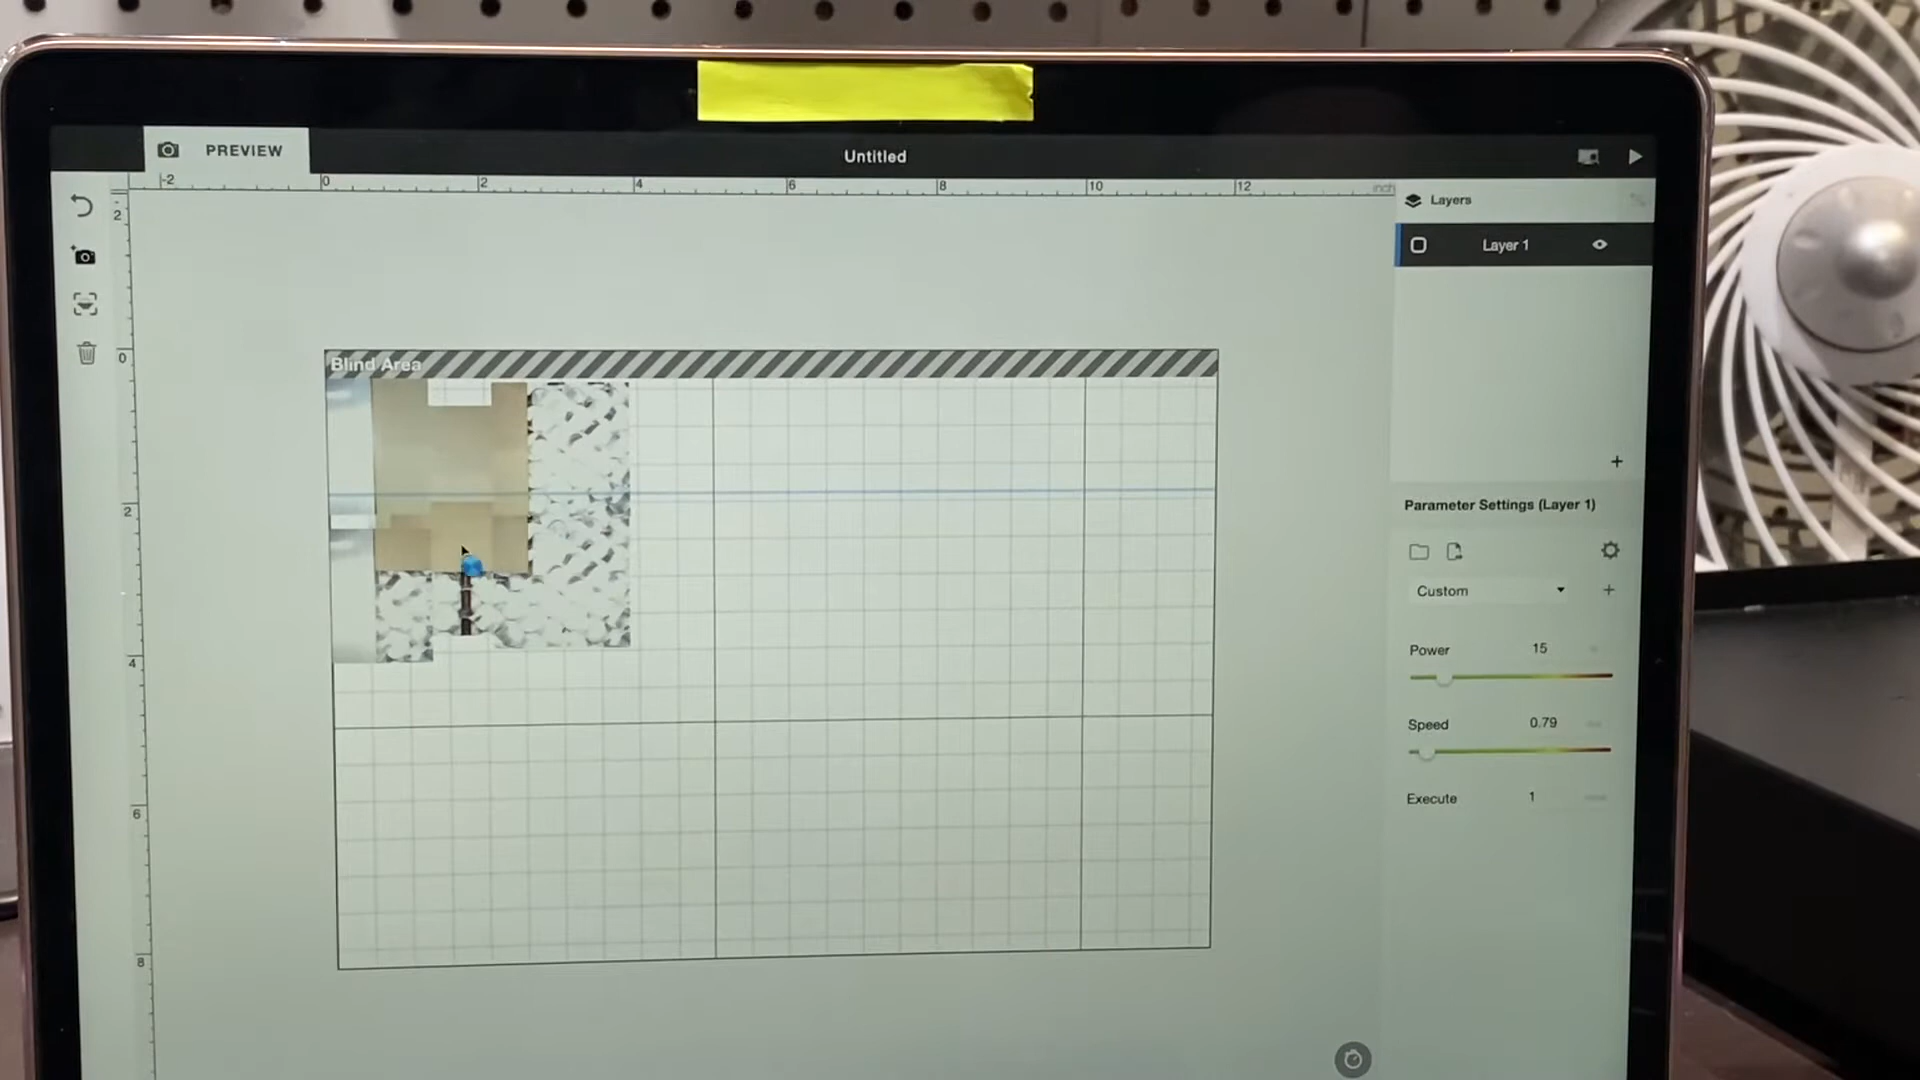 PREVIEW
Untitled
-2 0 2 4 6 8 10 12 inch
2
0
2
4
6
8
Blind Area
Layers
Layer 1
Parameter Settings (Layer 1)
Custom
Power 15
Speed 0.79
Execute 1